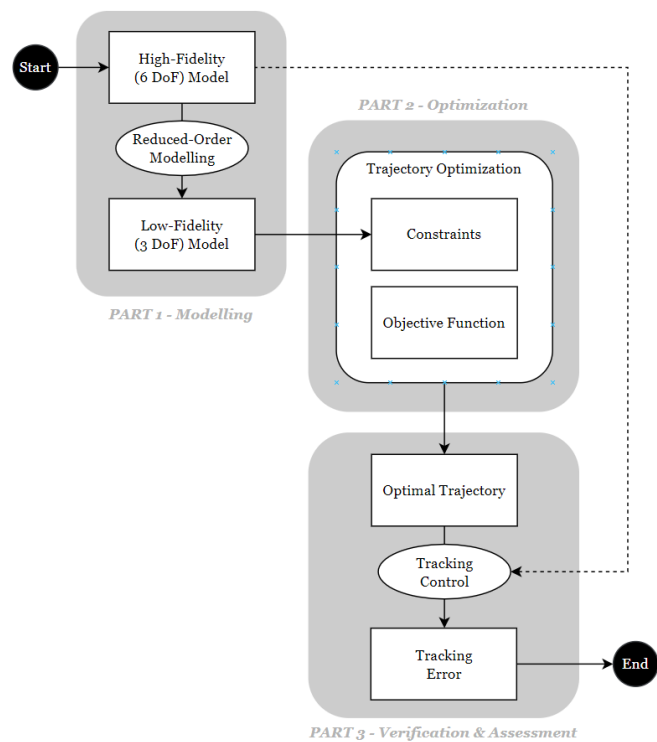 Start
High-Fidelity
(6 DoF) Model
Reduced-Order
Modelling
Low-Fidelity
(3 DoF) Model
PART 1 - Modelling
PART 2 - Optimization
Trajectory Optimization
Constraints
Objective Function
Optimal Trajectory
Tracking
Control
Tracking
Error
End
PART 3 - Verification & Assessment